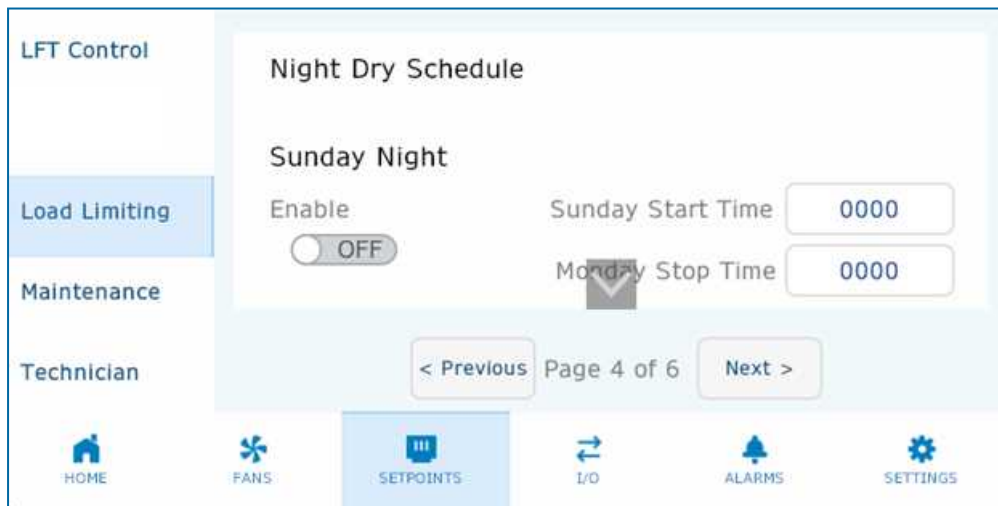 LFT Control
Load Limiting
Maintenance
Technician
Night Dry Schedule
Sunday Night
Enable
OFF
Sunday Start Time 0000
Monday Stop Time 0000
< Previous Page 4 of 6 Next >
HOME FANS SETPOINTS I/O ALARMS SETTINGS